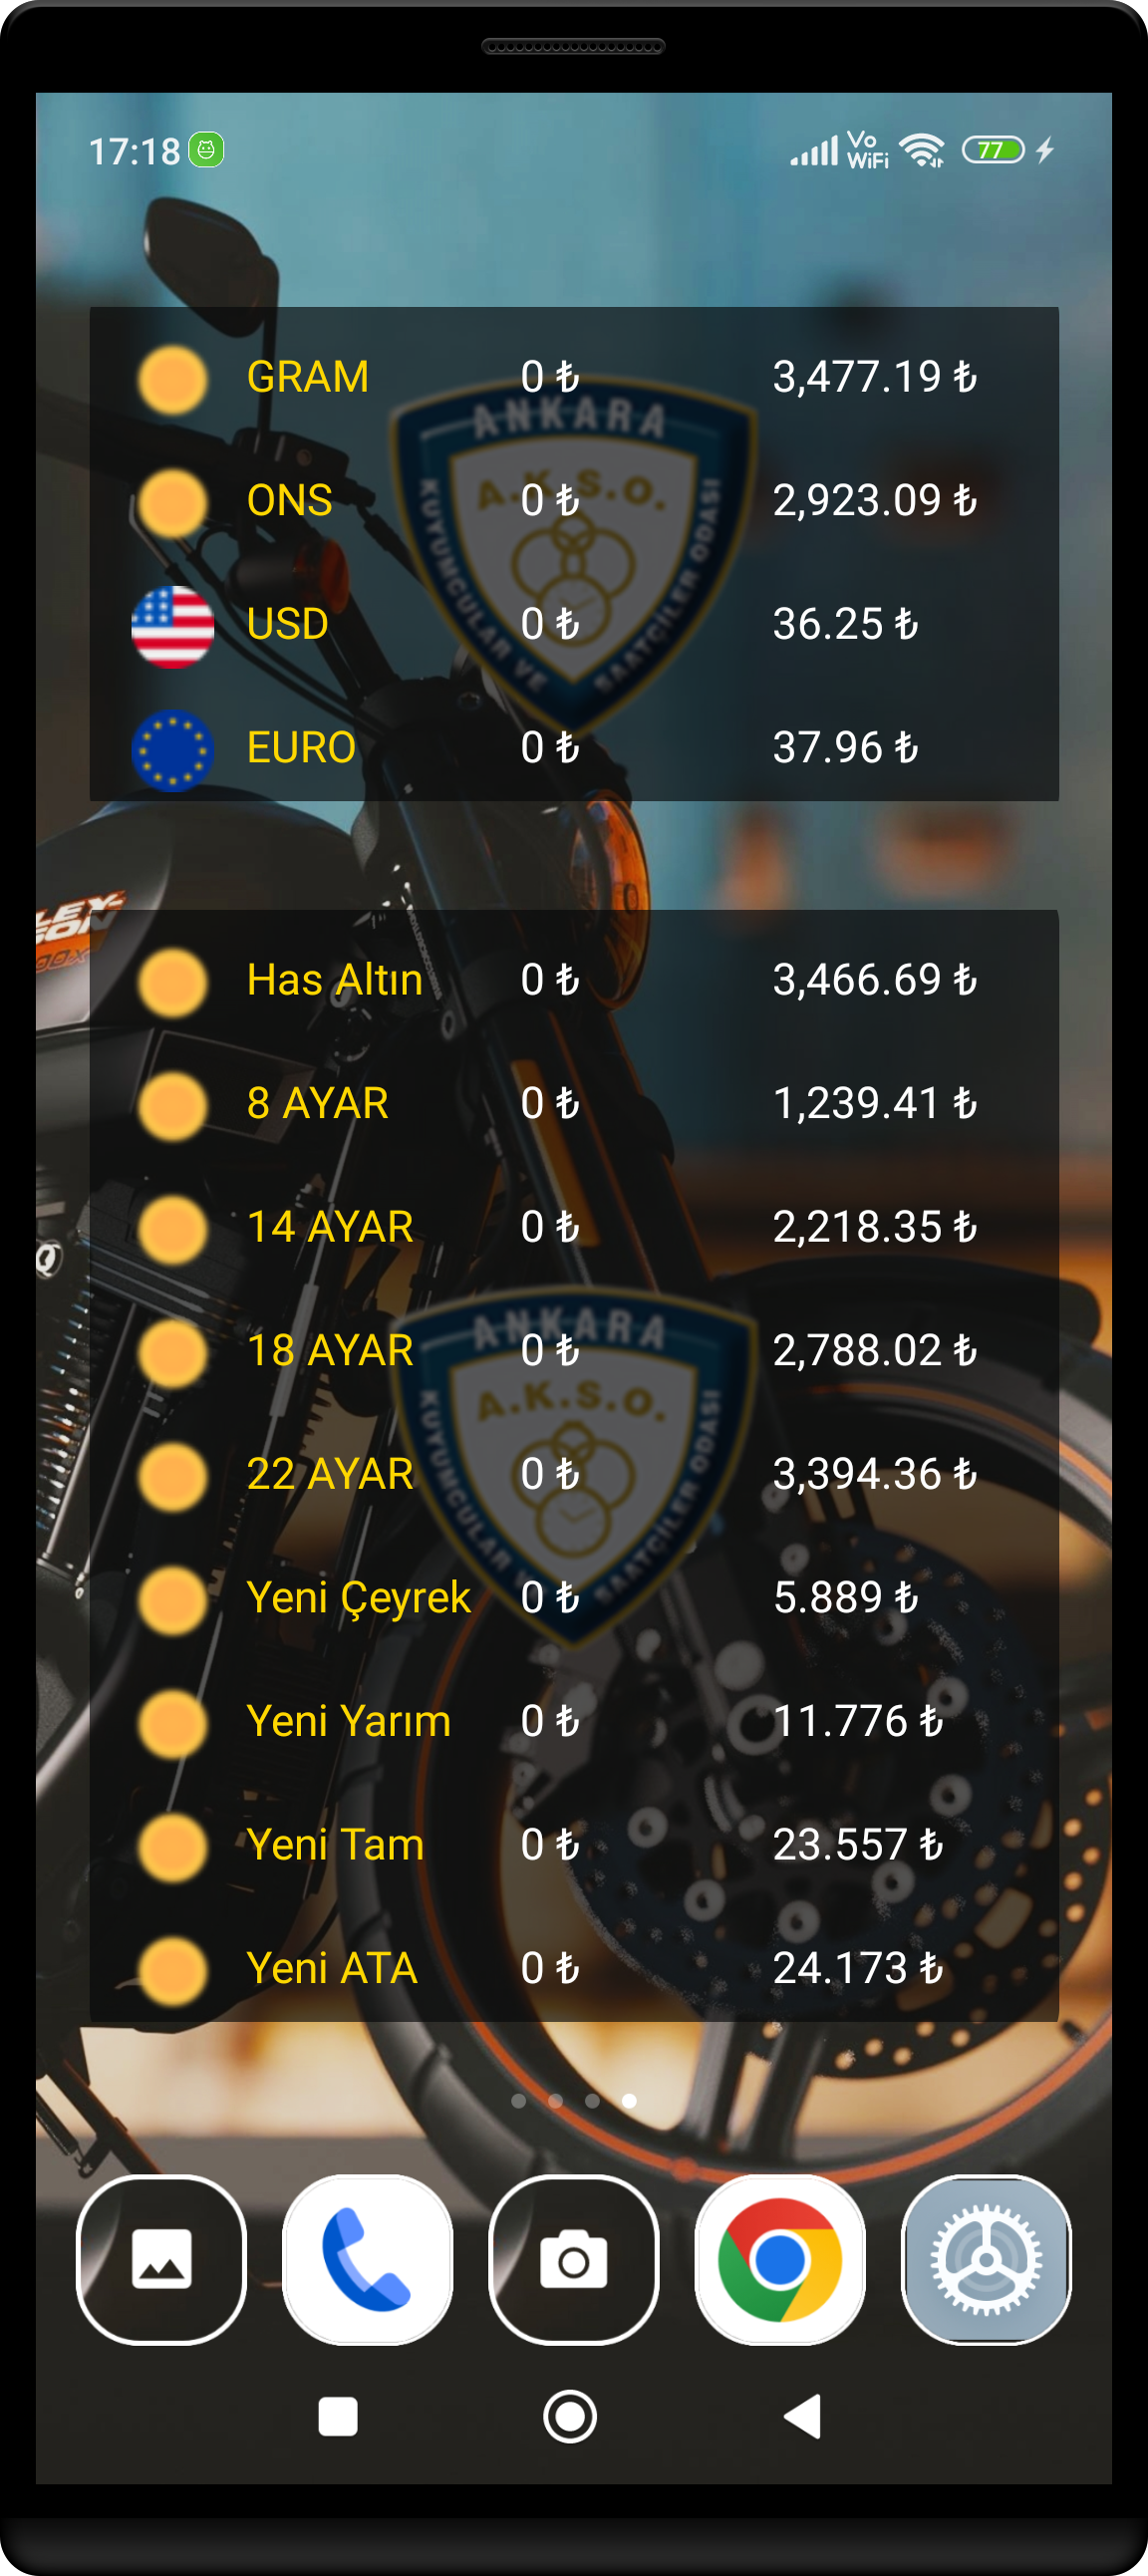 17:18
Vo
WiFi
77
GRAM 0 ₺ 3,477.19 ₺
ONS 0 ₺ 2,923.09 ₺
USD 0 ₺ 36.25 ₺
EURO 0 ₺ 37.96 ₺
ANKARA
A.K.S.O.
KUYUMCULAR VE SAATÇİLER ODASI
LEY-
SON
Has Altın 0 ₺ 3,466.69 ₺
8 AYAR 0 ₺ 1,239.41 ₺
14 AYAR 0 ₺ 2,218.35 ₺
18 AYAR 0 ₺ 2,788.02 ₺
22 AYAR 0 ₺ 3,394.36 ₺
Yeni Çeyrek 0 ₺ 5.889 ₺
Yeni Yarım 0 ₺ 11.776 ₺
Yeni Tam 0 ₺ 23.557 ₺
Yeni ATA 0 ₺ 24.173 ₺
ANKARA
A.K.S.O.
KUYUMCULAR SAATÇİLER ODASI